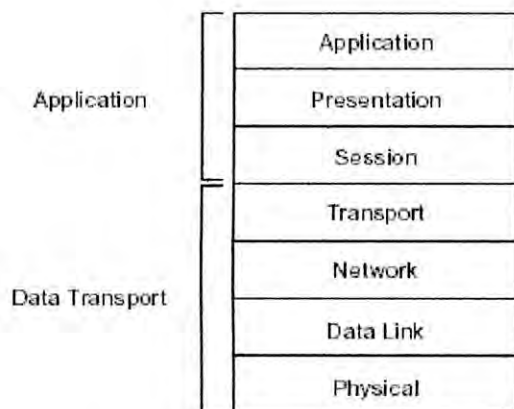 Application
Presentation
Application
Session
Transport
Network
Data Transport
Data Link
Physical